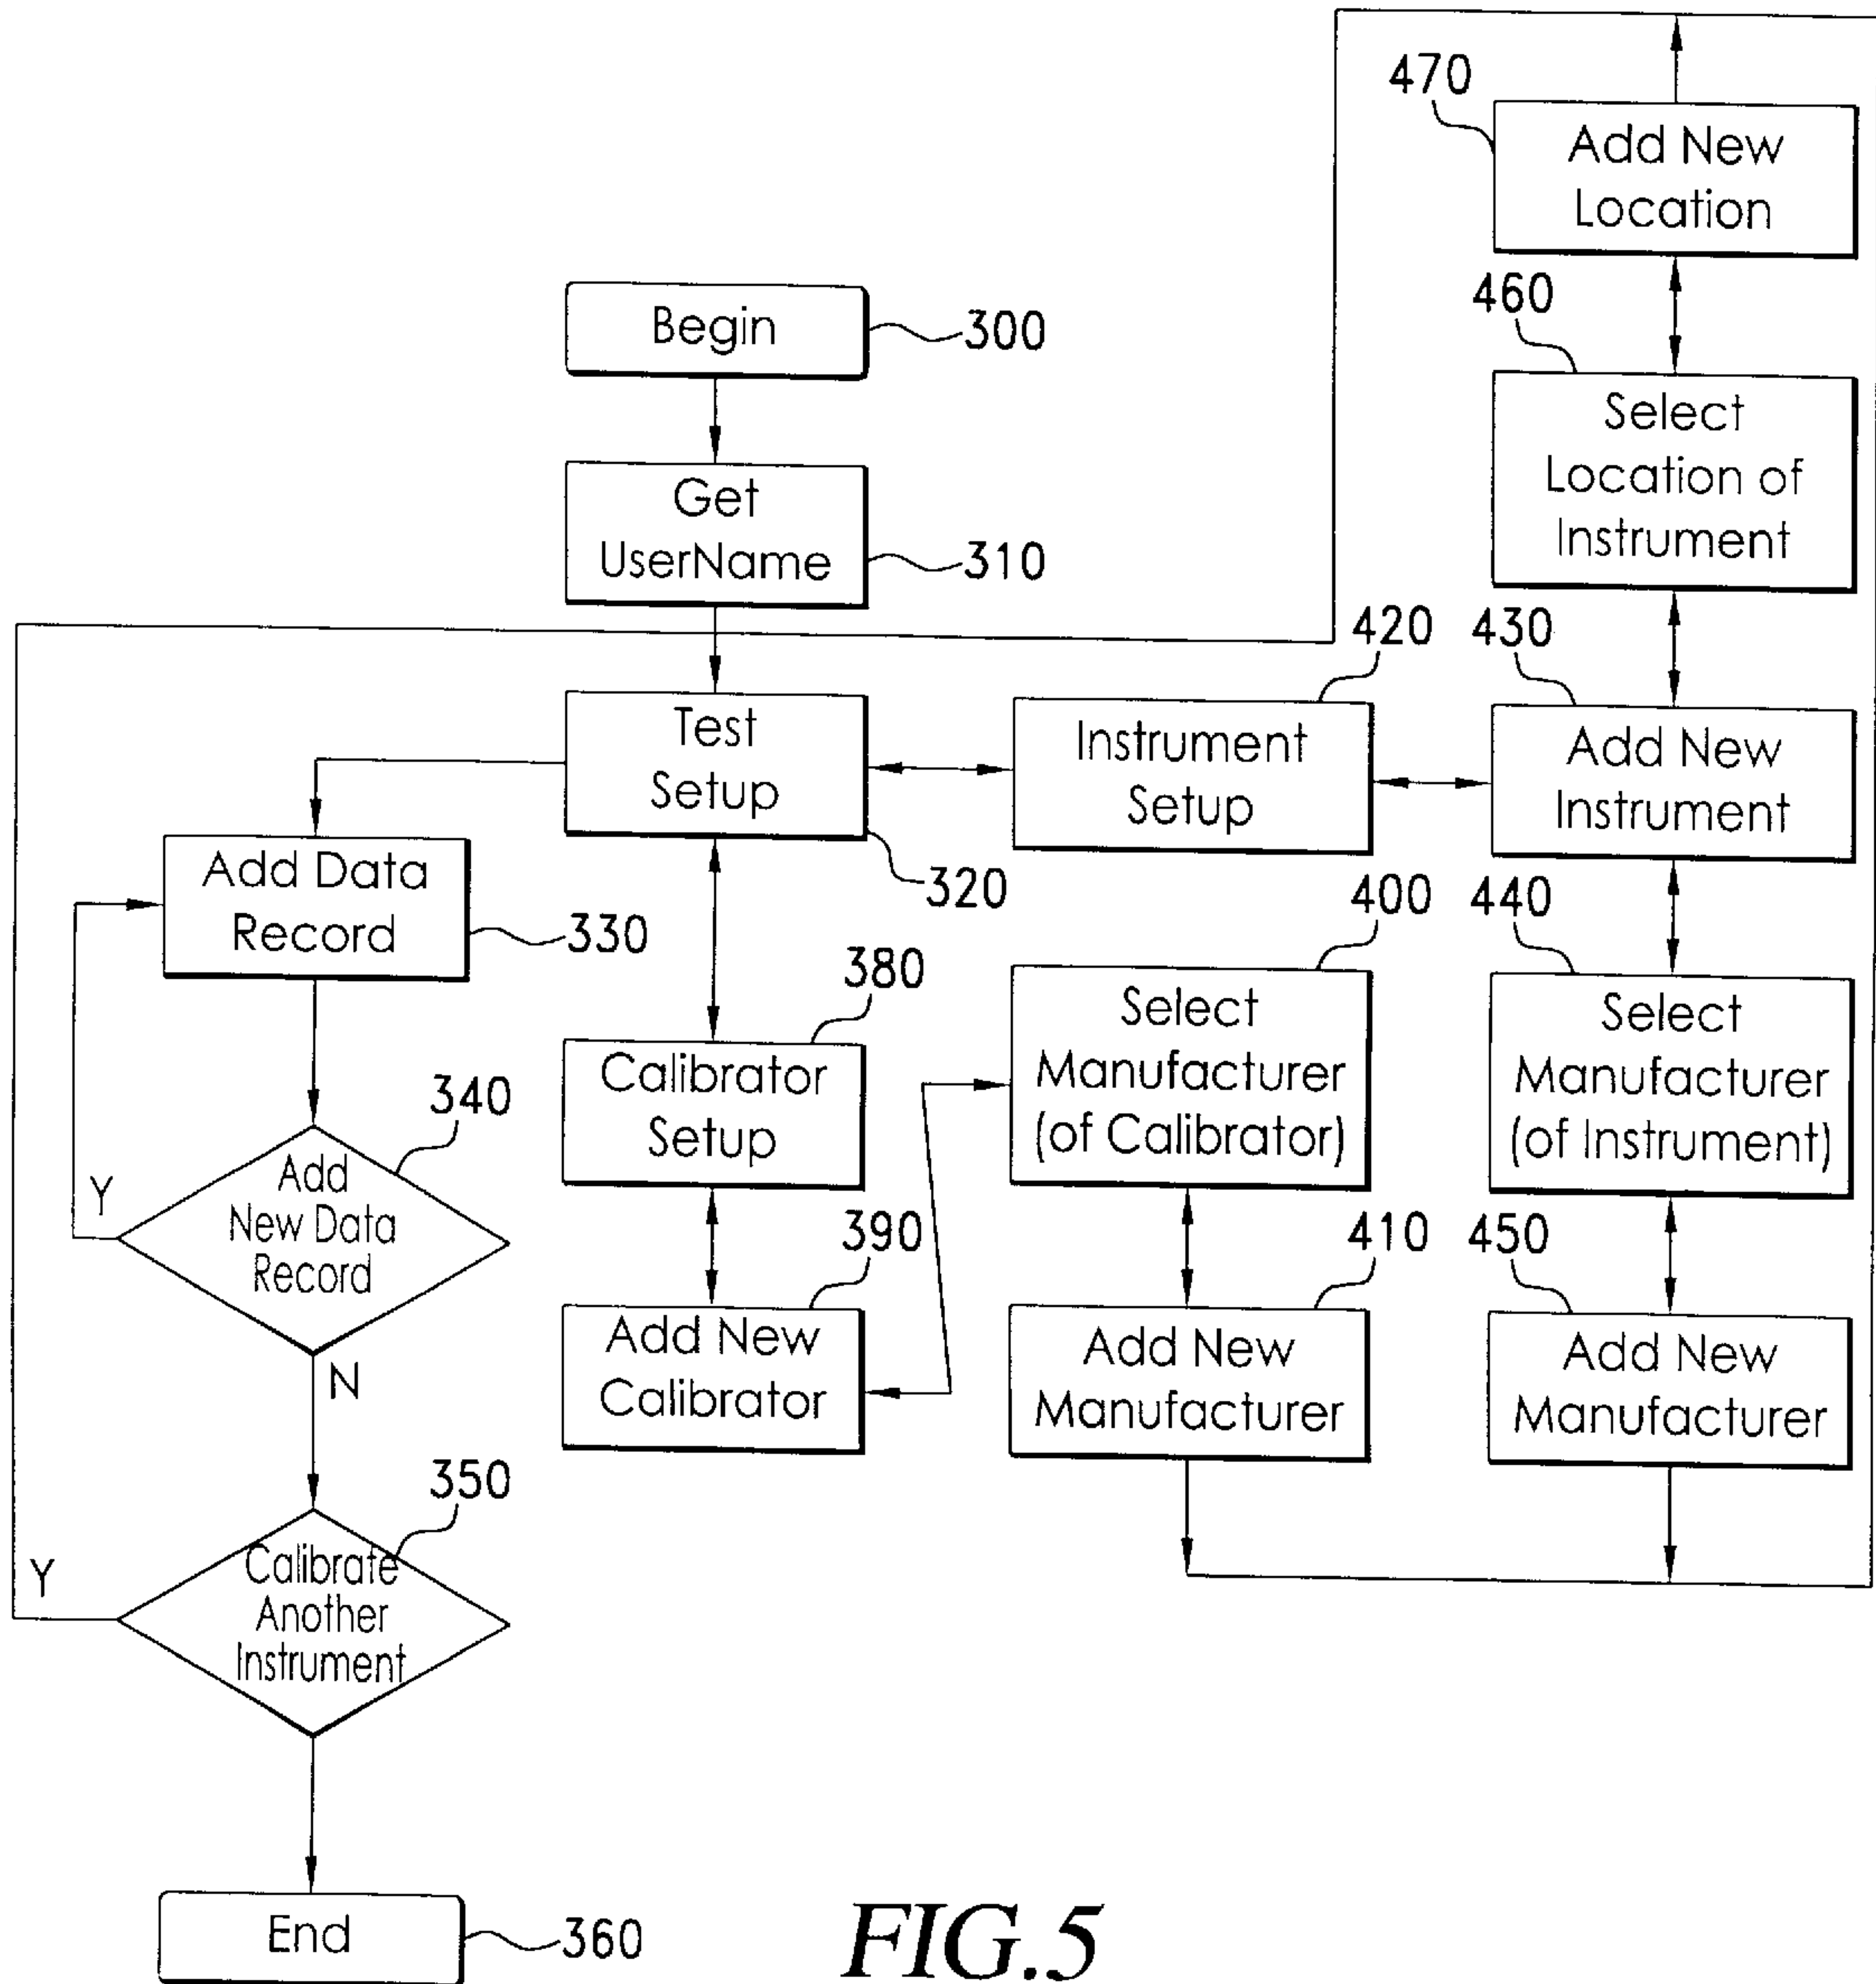 470
Add New
Location
460
Select
Location of
Instrument
Begin
300
Get
UserName
310
420
430
Test
Setup
320
Instrument
Setup
Add New
Instrument
Add Data
Record
330
380
Calibrator
Setup
400
Select
Manufacturer
(of Calibrator)
440
Select
Manufacturer
(of Instrument)
340
Add
New Data
Record
Y
N
390
Add New
Calibrator
410
Add New
Manufacturer
450
Add New
Manufacturer
350
Calibrate
Another
Instrument
Y
End
360
FIG.5